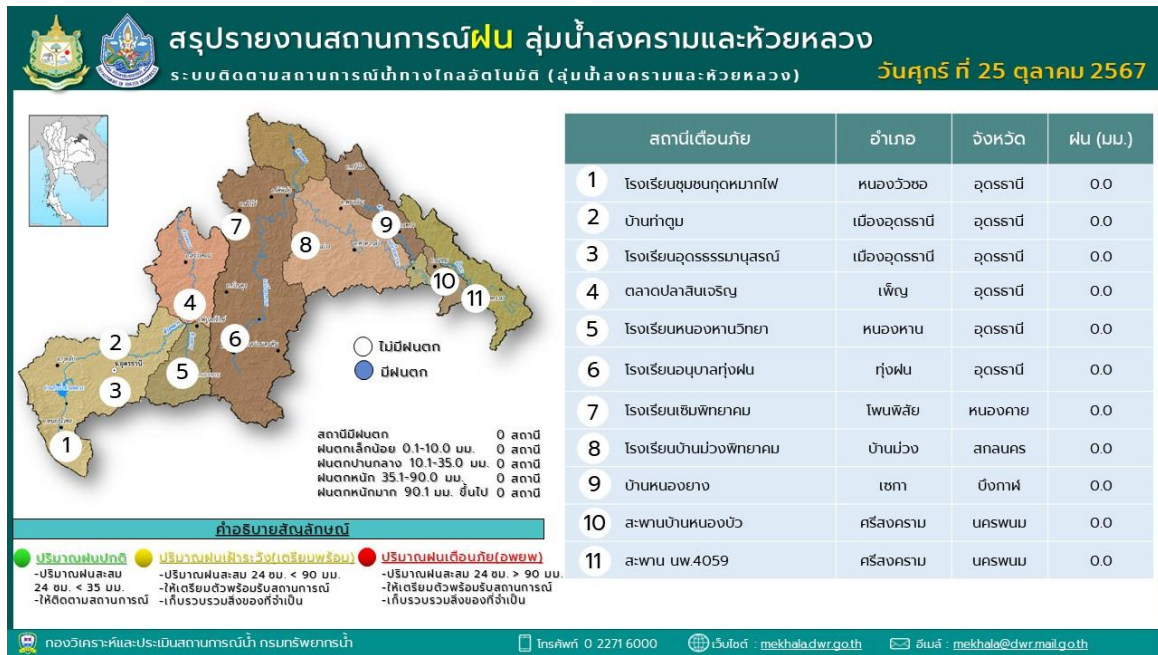 สรุปรายงานสถานการณ์ฝน ลุ่มน้ำสงครามและห้วยหลวง
ระบบติดตามสถานการณ์น้ำทางไกลอัตโนมัติ (ลุ่มน้ำสงครามและห้วยหลวง)
วันศุกร์ ที่ 25 ตุลาคม 2567
7
8
9
10
11
4
6
2
5
3
1
จ.อุดรธานี
ไม่มีฝนตก
มีฝนตก
สถานีมีฝนตก 0 สถานี
ฝนตกเล็กน้อย 0.1-10.0 มม. 0 สถานี
ฝนตกปานกลาง 10.1-35.0 มม. 0 สถานี
ฝนตกหนัก 35.1-90.0 มม. 0 สถานี
ฝนตกหนักมาก 90.1 มม. ขึ้นไป 0 สถานี
คำอธิบายสัญลักษณ์
ปริมาณฝนปกติ
-ปริมาณฝนสะสม
24 ชม. < 35 มม.
-ให้ติดตามสถานการณ์
ปริมาณฝนเฝ้าระวัง(เตรียมพร้อม)
-ปริมาณฝนสะสม 24 ชม. < 90 มม.
-ให้เตรียมตัวพร้อมรับสถานการณ์
-เก็บรวบรวมสิ่งของที่จำเป็น
ปริมาณฝนเตือนภัย(อพยพ)
-ปริมาณฝนสะสม 24 ชม. > 90 มม.
-ให้เตรียมตัวพร้อมรับสถานการณ์
-เก็บรวบรวมสิ่งของที่จำเป็น
สถานีเตือนภัย อำเภอ จังหวัด ฝน (มม.)
1 โรงเรียนชุมชนกุดหมากไฟ หนองวัวซอ อุดรธานี 0.0
2 บ้านท่าตูม เมืองอุดรธานี อุดรธานี 0.0
3 โรงเรียนอุดรธรรมานุสรณ์ เมืองอุดรธานี อุดรธานี 0.0
4 ตลาดปลาสินเจริญ เพ็ญ อุดรธานี 0.0
5 โรงเรียนหนองหานวิทยา หนองหาน อุดรธานี 0.0
6 โรงเรียนอนุบาลทุ่งฝน ทุ่งฝน อุดรธานี 0.0
7 โรงเรียนเซิมพิทยาคม โพนพิสัย หนองคาย 0.0
8 โรงเรียนบ้านม่วงพิทยาคม บ้านม่วง สกลนคร 0.0
9 บ้านหนองยาง เซกา บึงกาฬ 0.0
10 สะพานบ้านหนองบัว ศรีสงคราม นครพนม 0.0
11 สะพาน นพ.4059 ศรีสงคราม นครพนม 0.0
กองวิเคราะห์และประเมินสถานการณ์น้ำ กรมทรัพยากรน้ำ
โทรศัพท์ 0 2271 6000
เว็บไซต์ : mekhala.dwr.go.th
อีเมล์ : mekhala@dwr.mail.go.th